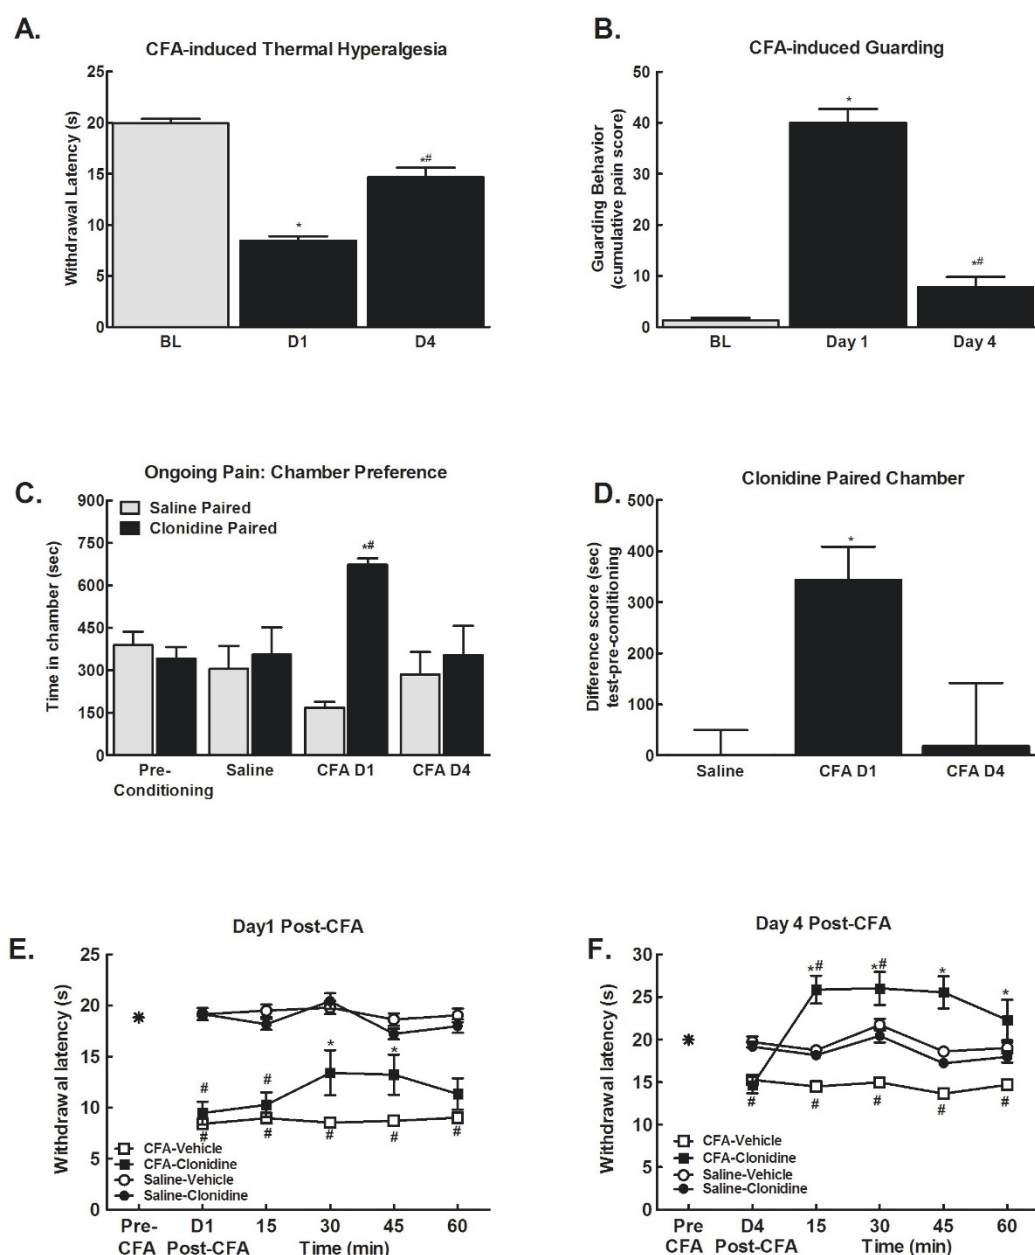 A.
CFA-induced Thermal Hyperalgesia
Withdrawal Latency (s)
25
20
15
10
5
0
*
*#
BL D1 D4
B.
CFA-induced Guarding
Guarding Behavior
(cumulative pain score)
50
40
30
20
10
0
*
*#
BL Day 1 Day 4
C.
Ongoing Pain: Chamber Preference
Time in chamber (sec)
900
750
600
450
300
150
0
Saline Paired
Clonidine Paired
*#
Pre- Saline CFA D1 CFA D4
Conditioning
D.
Clonidine Paired Chamber
Difference score (sec)
test-pre-conditioning
500
400
300
200
100
0
*
Saline CFA D1 CFA D4
E.
Day1 Post-CFA
Withdrawal latency (s)
25
20
15
10
5
0
* *
# #
# # # # #
CFA-Vehicle
CFA-Clonidine
Saline-Vehicle
Saline-Clonidine
Pre- D1 15 30 45 60
CFA Post-CFA Time (min)
F.
Day 4 Post-CFA
Withdrawal latency (s)
30
25
20
15
10
5
0
*# *# * *
# # # # #
CFA-Vehicle
CFA-Clonidine
Saline-Vehicle
Saline-Clonidine
Pre D4 15 30 45 60
CFA Post-CFA Time (min)